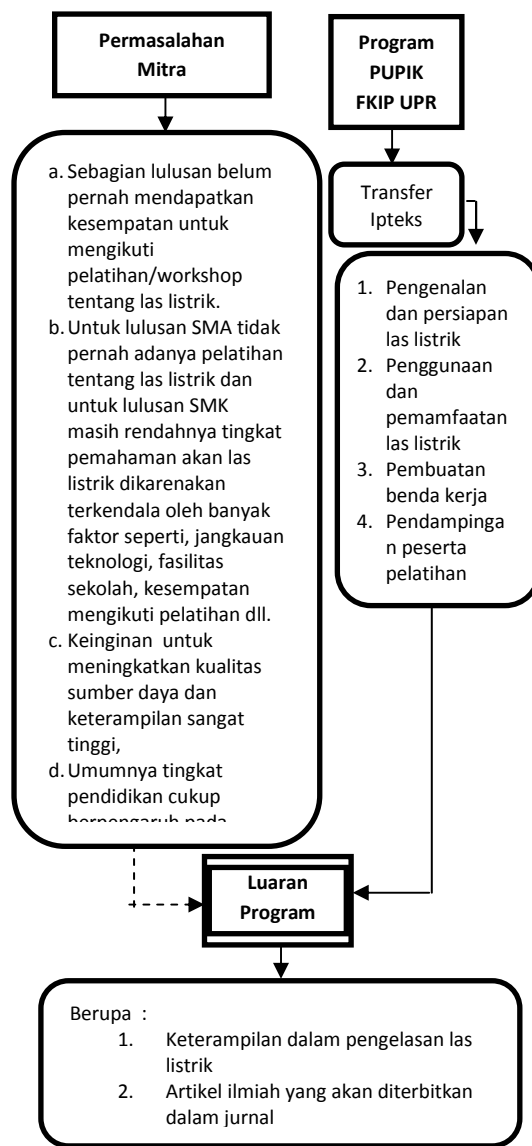 Permasalahan
Mitra
Program
PUPIK
FKIP UPR
a. Sebagian lulusan belum
pernah mendapatkan
kesempatan untuk
mengikuti
pelatihan/workshop
tentang las listrik.
b. Untuk lulusan SMA tidak
pernah adanya pelatihan
tentang las listrik dan
untuk lulusan SMK
masih rendahnya tingkat
pemahaman akan las
listrik dikarenakan
terkendala oleh banyak
faktor seperti, jangkauan
teknologi, fasilitas
sekolah, kesempatan
mengikuti pelatihan dll.
c. Keinginan untuk
meningkatkan kualitas
sumber daya dan
keterampilan sangat
tinggi,
d. Umumnya tingkat
pendidikan cukup
Transfer
Ipteks
1. Pengenalan
dan persiapan
las listrik
2. Penggunaan
dan
pemamfaatan
las listrik
3. Pembuatan
benda kerja
4. Pendampinga
n peserta
pelatihan
Luaran
Program
Berupa :
1. Keterampilan dalam pengelasan las
listrik
2. Artikel ilmiah yang akan diterbitkan
dalam jurnal